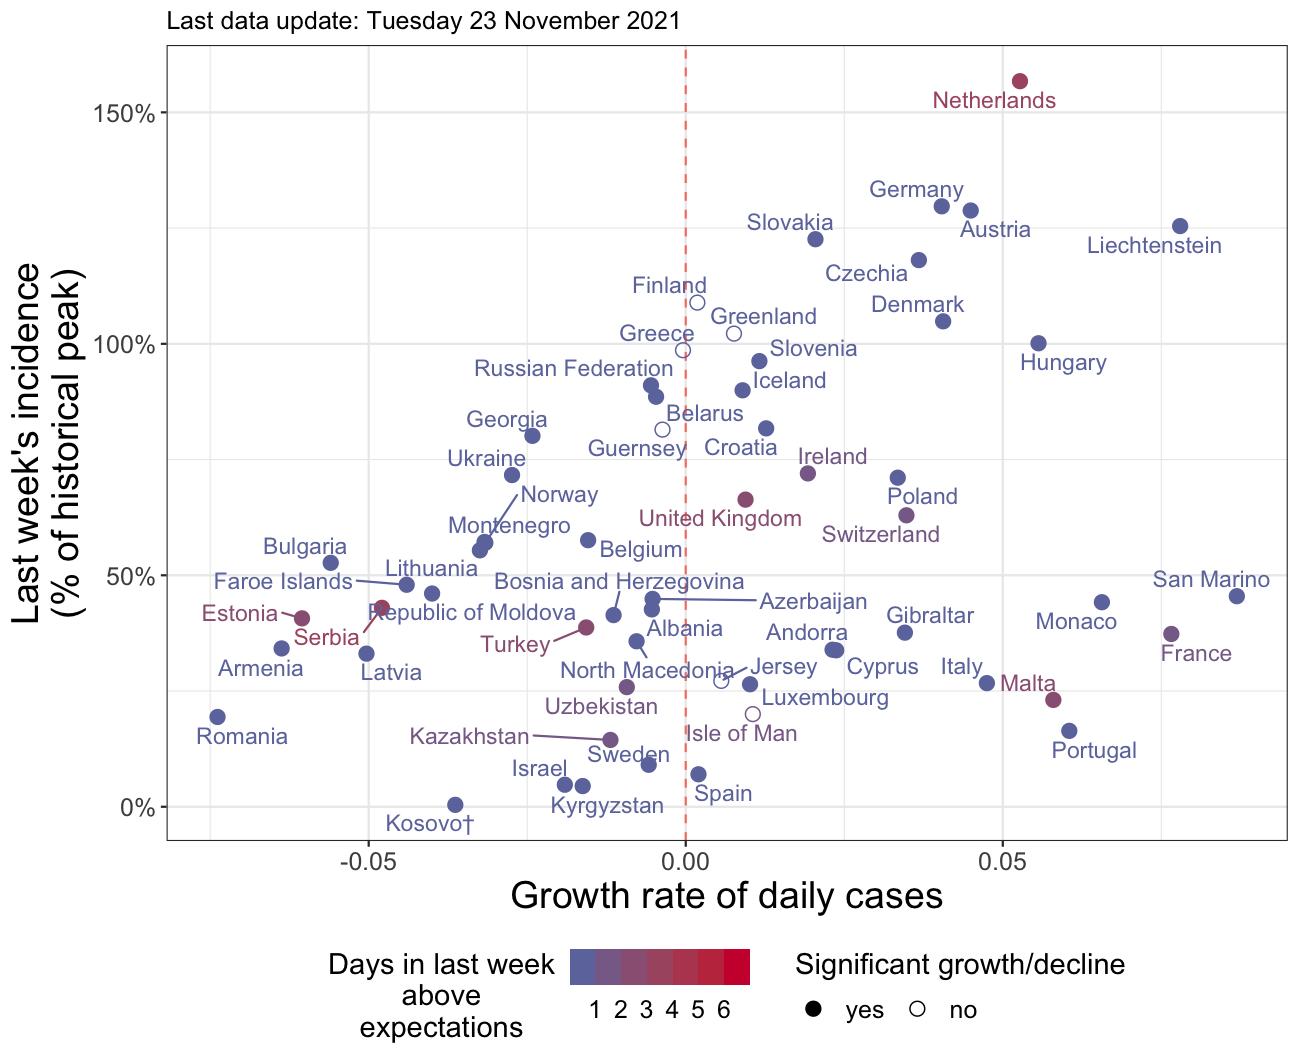 Last data update: Tuesday 23 November 2021
Last week's incidence
(% of historical peak)
150%
100%
50%
0%
Netherlands
Germany
Austria
Slovakia
Liechtenstein
Czechia
Finland
Denmark
Greenland
Greece
Slovenia
Hungary
Russian Federation
Iceland
Belarus
Georgia
Guernsey
Croatia
Ukraine
Ireland
Norway
Poland
United Kingdom
Montenegro
Switzerland
Bulgaria
Belgium
Lithuania
Faroe Islands
Bosnia and Herzegovina
San Marino
Azerbaijan
Estonia
Republic of Moldova
Gibraltar
Monaco
Serbia
Albania
Andorra
Turkey
France
Armenia
Latvia
North Macedonia
Jersey
Cyprus
Italy
Malta
Luxembourg
Uzbekistan
Romania
Kazakhstan
Isle of Man
Portugal
Sweden
Israel
Spain
Kyrgyzstan
Kosovo†
-0.05
0.00
0.05
Growth rate of daily cases
Days in last week
above
expectations
1 2 3 4 5 6
Significant growth/decline
yes
no